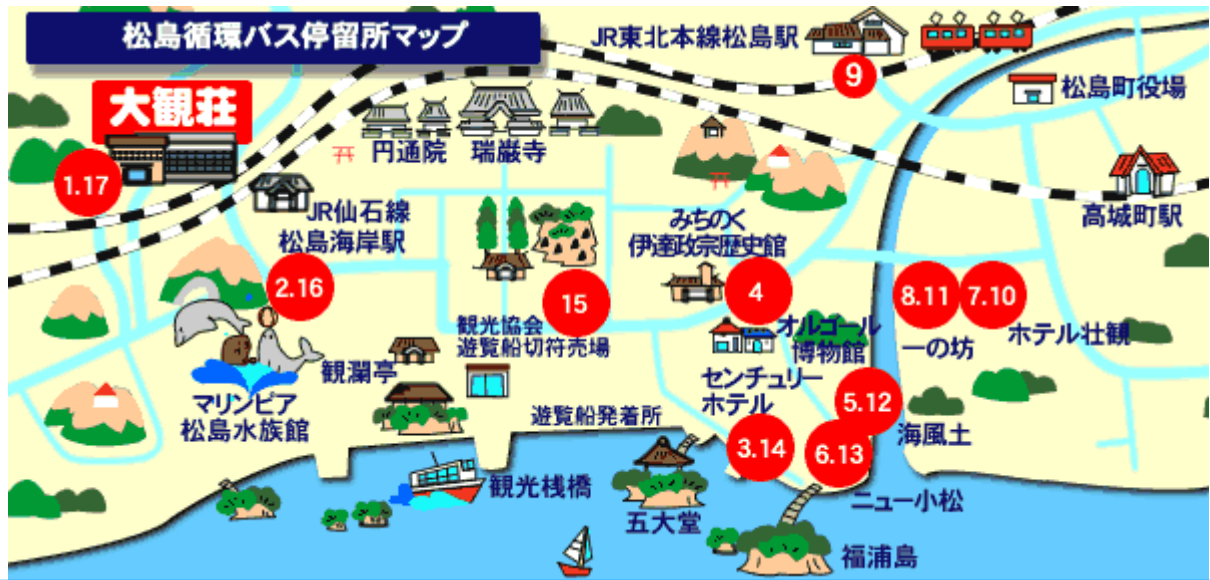 松島循環バス停留所マップ
JR東北本線松島駅
9
松島町役場
大観荘
1.17
円通院
瑞巌寺
高城町駅
JR仙石線
松島海岸駅
みちのく
伊達政宗歴史館
2.16
15
4
8.11
7.10
観光協会
遊覧船切符売場
オルゴール
博物館
一の坊
ホテル壮観
観瀾亭
センチュリー
ホテル
マリンピア
松島水族館
遊覧船発着所
5.12
海風土
3.14
6.13
観光桟橋
ニュー小松
五大堂
福浦島